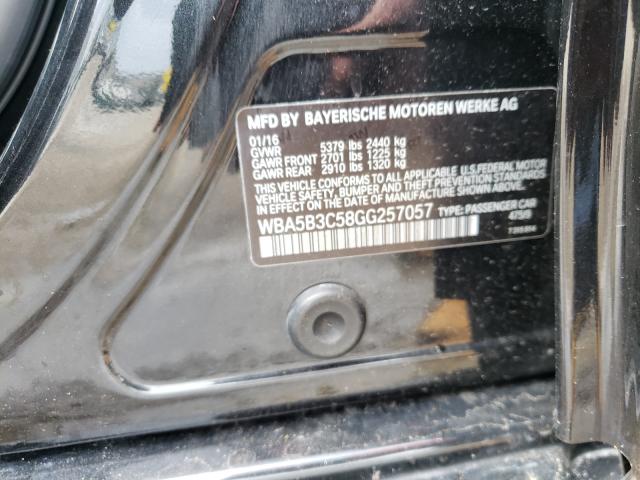 MFD BY BAYERISCHE MOTOREN WERKE AG
01/16
GVWR 5379 lbs 2440 kg
GAWR FRONT 2701 lbs 1225 kg
GAWR REAR 2910 lbs 1320 kg
THIS VEHICLE CONFORMS TO ALL APPLICABLE U.S. FEDERAL MOTOR
VEHICLE SAFETY, BUMPER AND THEFT PREVENTION STANDARDS
IN EFFECT ON THE DATE OF MANUFACTURE SHOWN ABOVE.
WBA5B3C58GG257057 TYPE: PASSENGER CAR
475/9